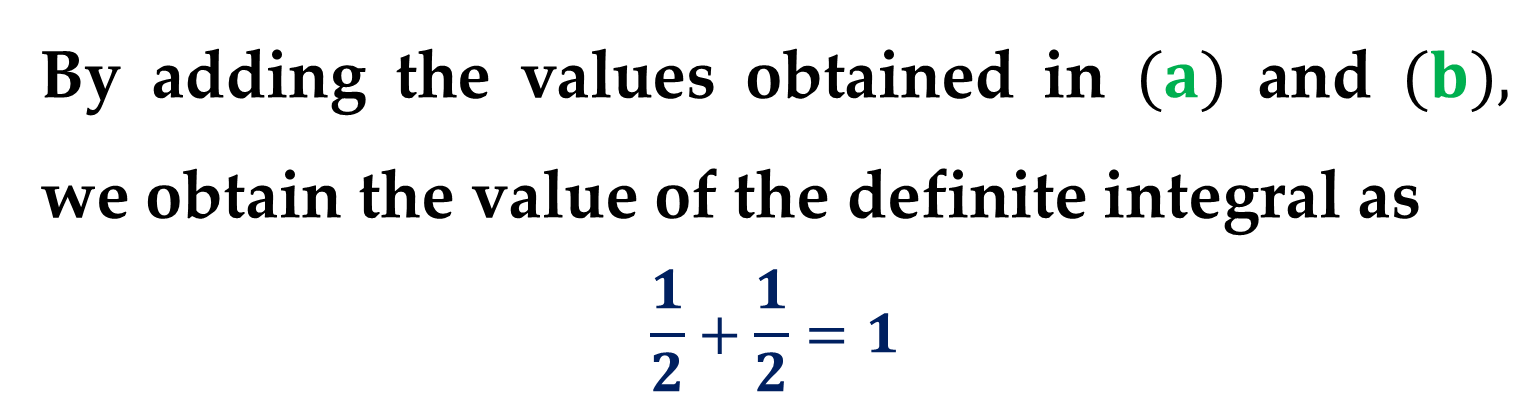 By adding the values obtained in (a) and (b),
we obtain the value of the definite integral as
1/2 + 1/2 = 1